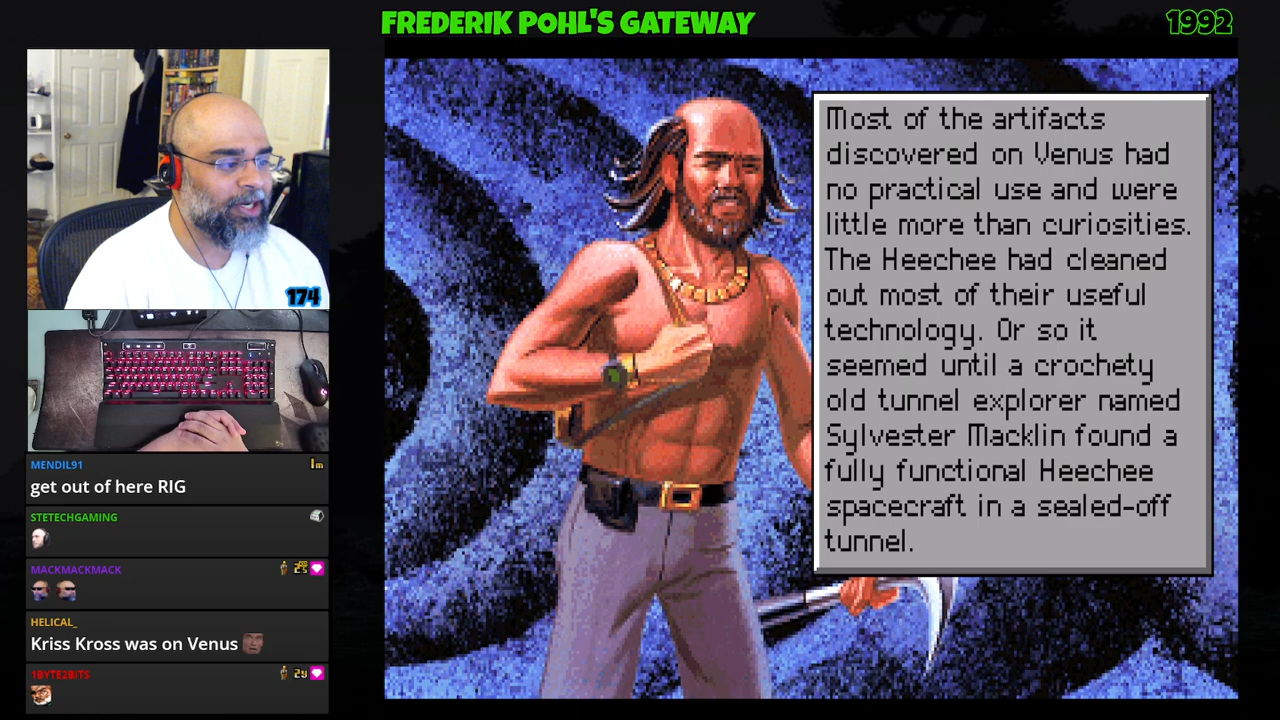 FREDERIK POHL'S GATEWAY
1992
Most of the artifacts
discovered on Venus had
no practical use and were
little more than curiosities.
The Heechee had cleaned
out most of their useful
technology. Or so it
seemed until a crochety
old tunnel explorer named
Sylvester Macklin found a
fully functional Heechee
spacecraft in a sealed-off
tunnel.
174
MENDIL91
get out of here RIG
STETECHGAMING
MACKMACKMACK
HELICAL_
Kriss Kross was on Venus
1BYTE2BITS